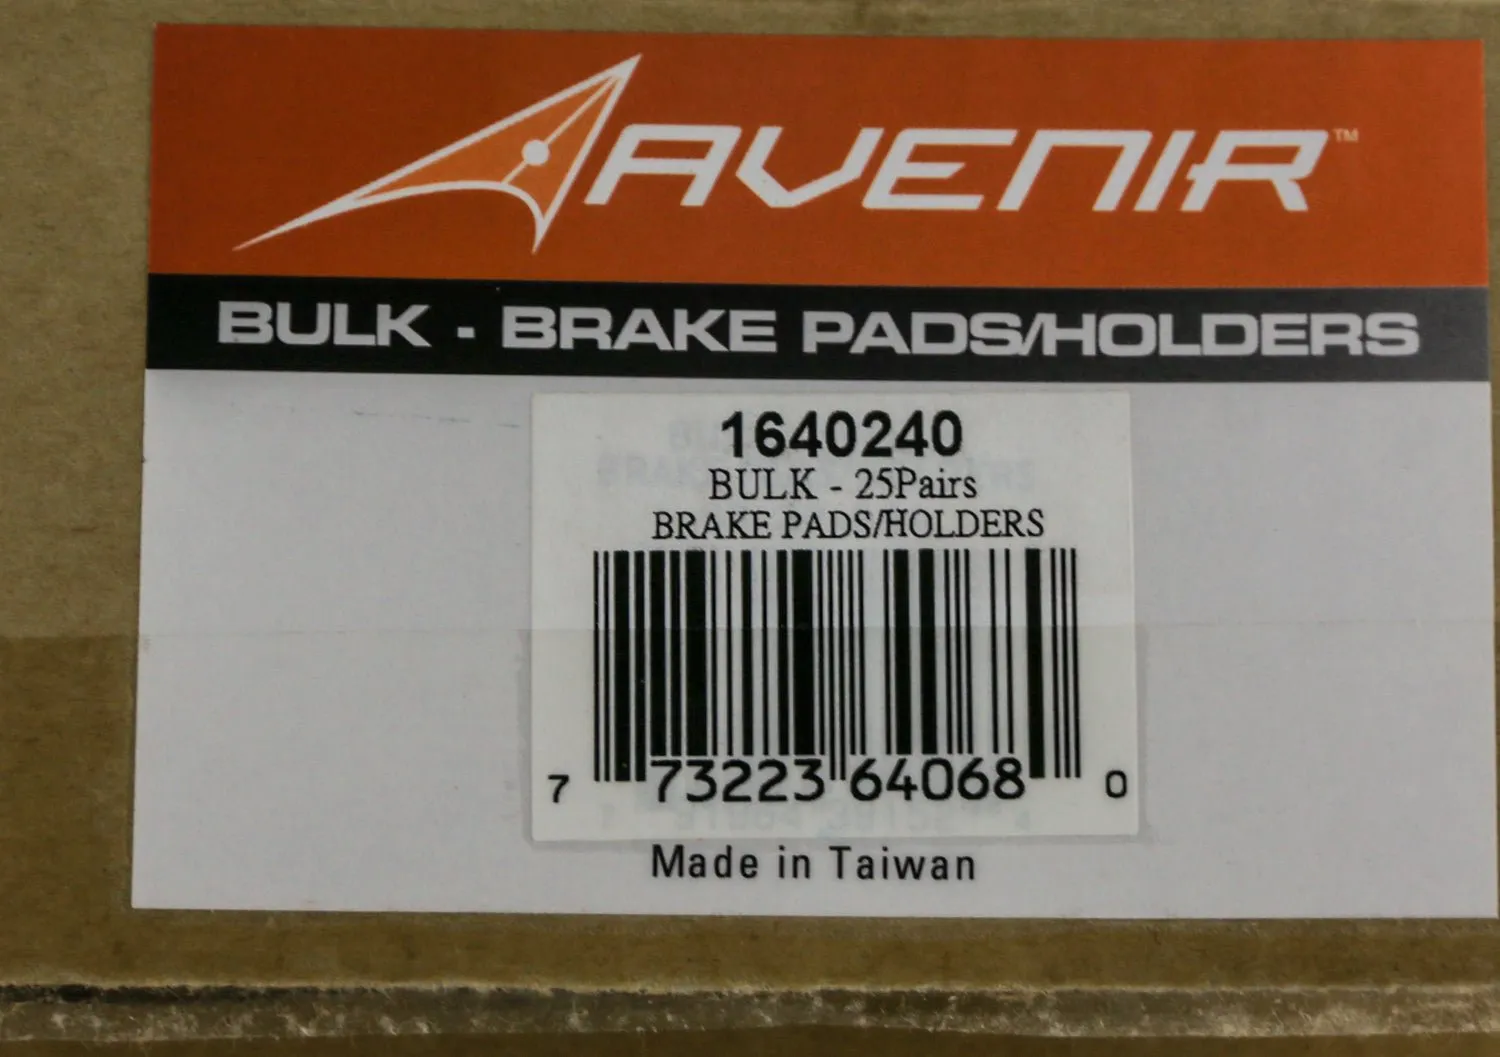 AVENIR™
BULK - BRAKE PADS/HOLDERS
1640240
BULK - 25Pairs
BRAKE PADS/HOLDERS
7 73223 64068 0
Made in Taiwan